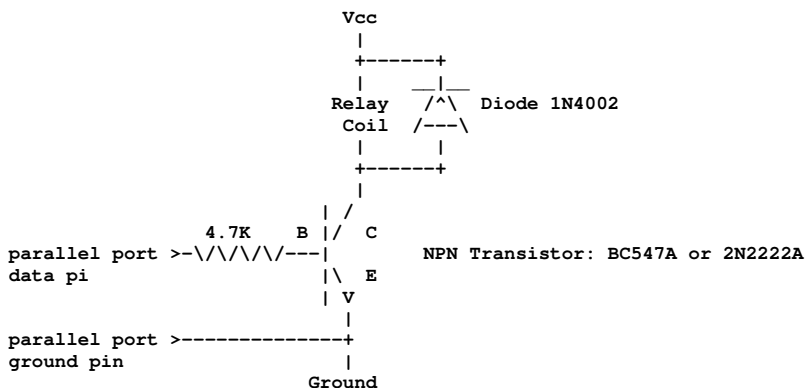 Vcc
Relay Coil
Diode 1N4002
4.7K
B
C
E
parallel port data pi
NPN Transistor: BC547A or 2N2222A
parallel port ground pin
Ground